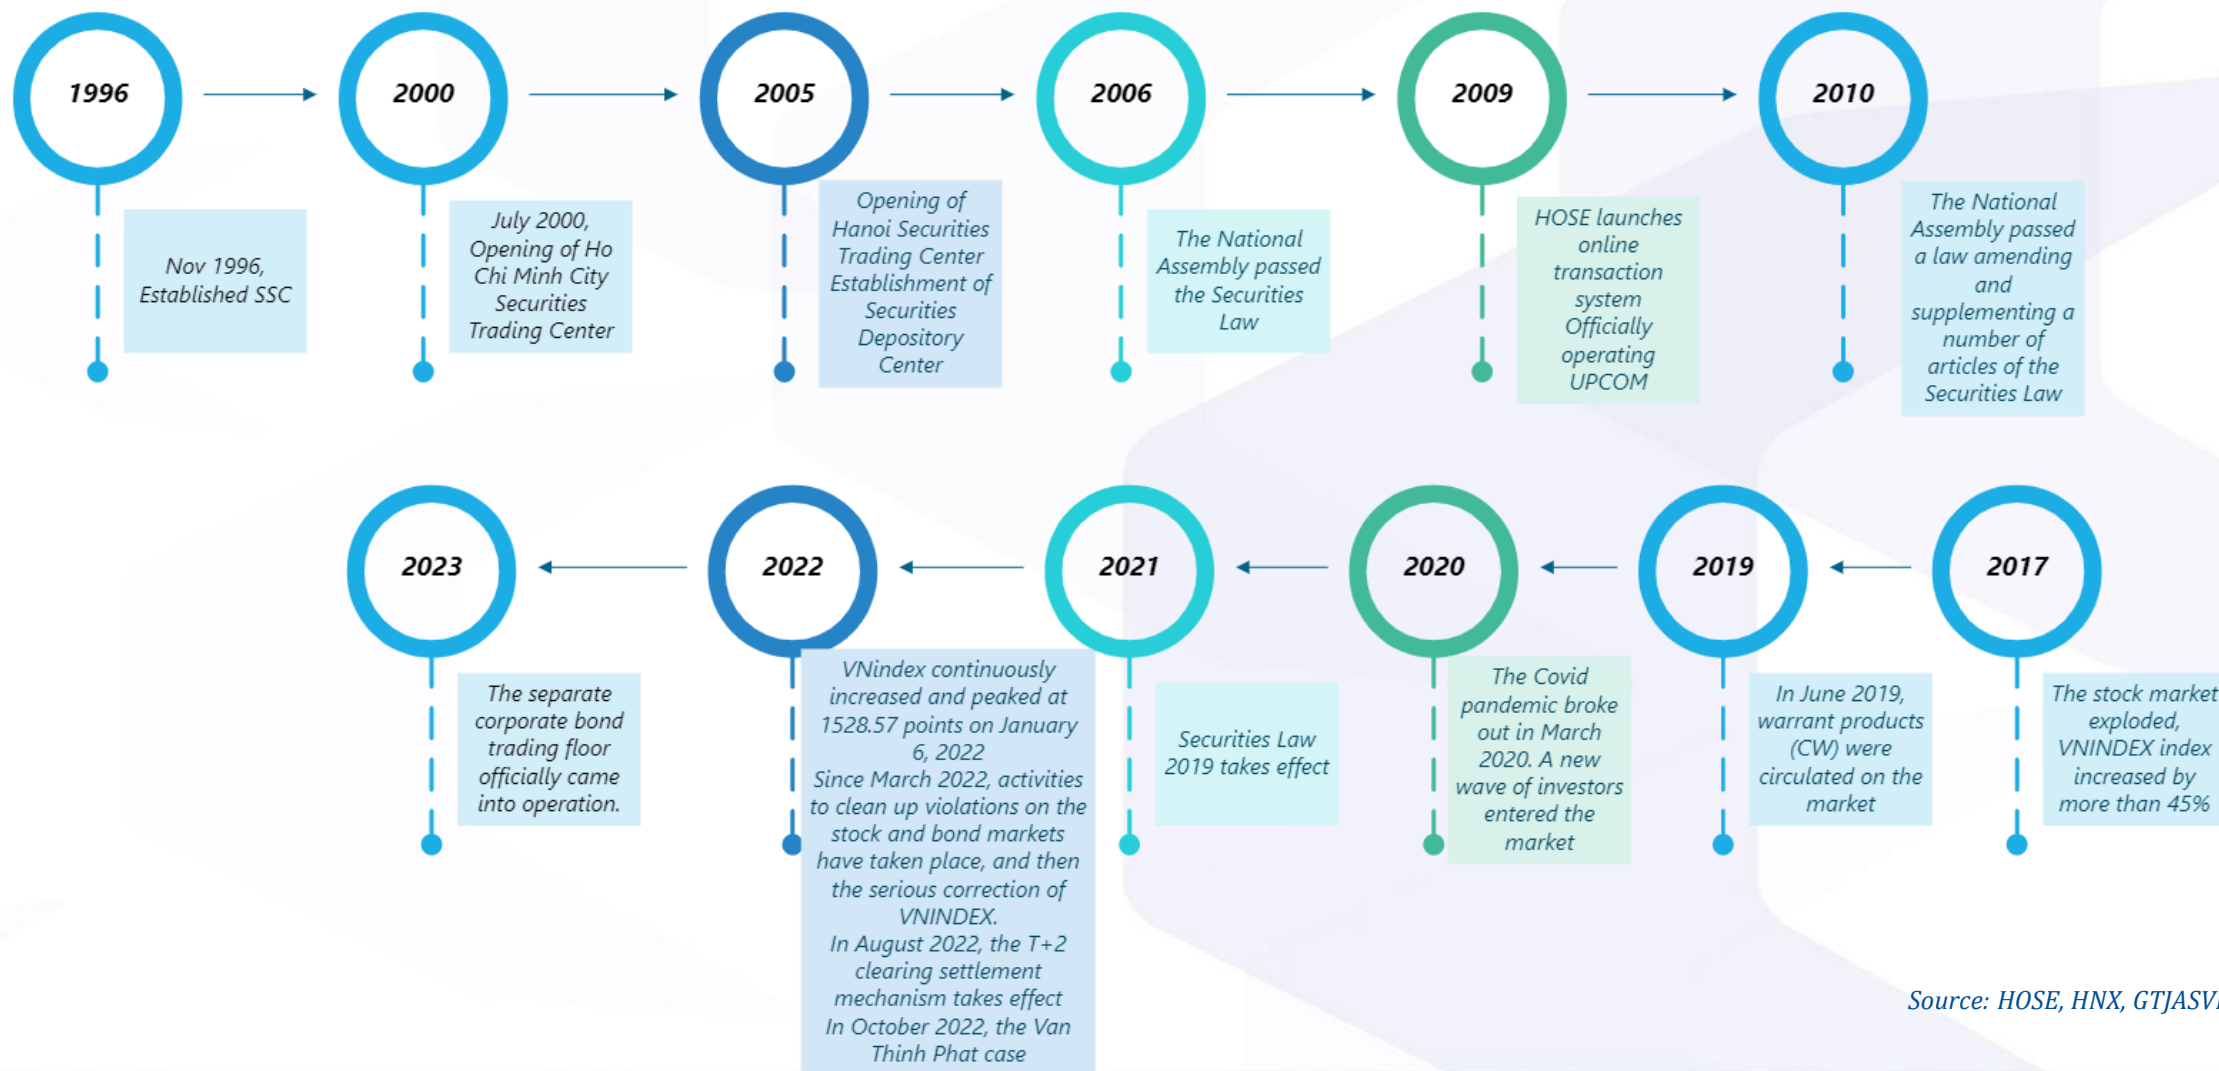 1996
2000
2005
2006
2009
2010
Nov 1996,
Established SSC
July 2000,
Opening of Ho
Chi Minh City
Securities
Trading Center
Opening of
Hanoi Securities
Trading Center
Establishment of
Securities
Depository
Center
The National
Assembly passed
the Securities
Law
HOSE launches
online
transaction
system
Officially
operating
UPCOM
The National
Assembly passed
a law amending
and
supplementing a
number of
articles of the
Securities Law
2023
2022
2021
2020
2019
2017
The separate
corporate bond
trading floor
officially came
into operation.
VNindex continuously
increased and peaked at
1528.57 points on January
6, 2022
Since March 2022, activities
to clean up violations on the
stock and bond markets
have taken place, and then
the serious correction of
VNINDEX.
In August 2022, the T+2
clearing settlement
mechanism takes effect
In October 2022, the Van
Thinh Phat case
Securities Law
2019 takes effect
The Covid
pandemic broke
out in March
2020. A new
wave of investors
entered the
market
In June 2019,
warrant products
(CW) were
circulated on the
market
The stock market
exploded,
VNINDEX index
increased by
more than 45%
Source: HOSE, HNX,